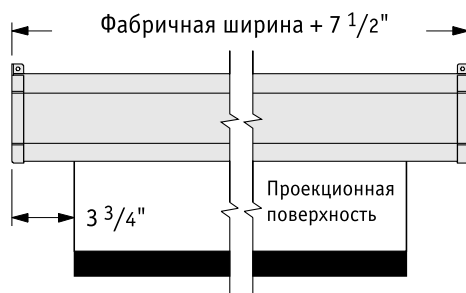 Фабричная ширина + 7 1/2"
3 3/4"
Проекционная
поверхность